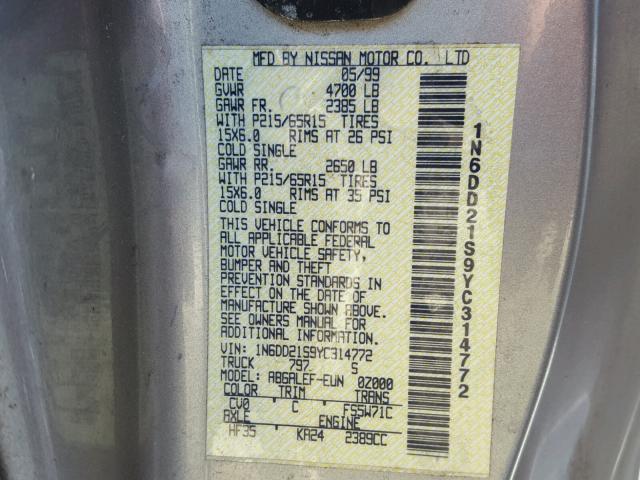 MFD BY NISSAN MOTOR CO. LTD
DATE 05/99
GVWR 4700 LB
GAWR FR. 2385 LB
WITH P215/65R15 TIRES
15X6.0 RIMS AT 26 PSI
COLD SINGLE
GAWR RR. 2650 LB
WITH P215/65R15 TIRES
15X6.0 RIMS AT 35 PSI
COLD SINGLE
THIS VEHICLE CONFORMS TO
ALL APPLICABLE FEDERAL
MOTOR VEHICLE SAFETY,
BUMPER AND THEFT
PREVENTION STANDARDS IN
EFFECT ON THE DATE OF
MANUFACTURE SHOWN ABOVE.
SEE OWNERS MANUAL FOR
ADDITIONAL INFORMATION.
VIN: 1N6DD21S9YC314772
TRUCK 797 S
MODEL: AB6ALEF-EUN 0Z000
COLOR TRIM TRANS
CV0 C FS5W71C
AXLE ENGINE
HF35 KA24 2389CC
1N6DD21S9YC314772